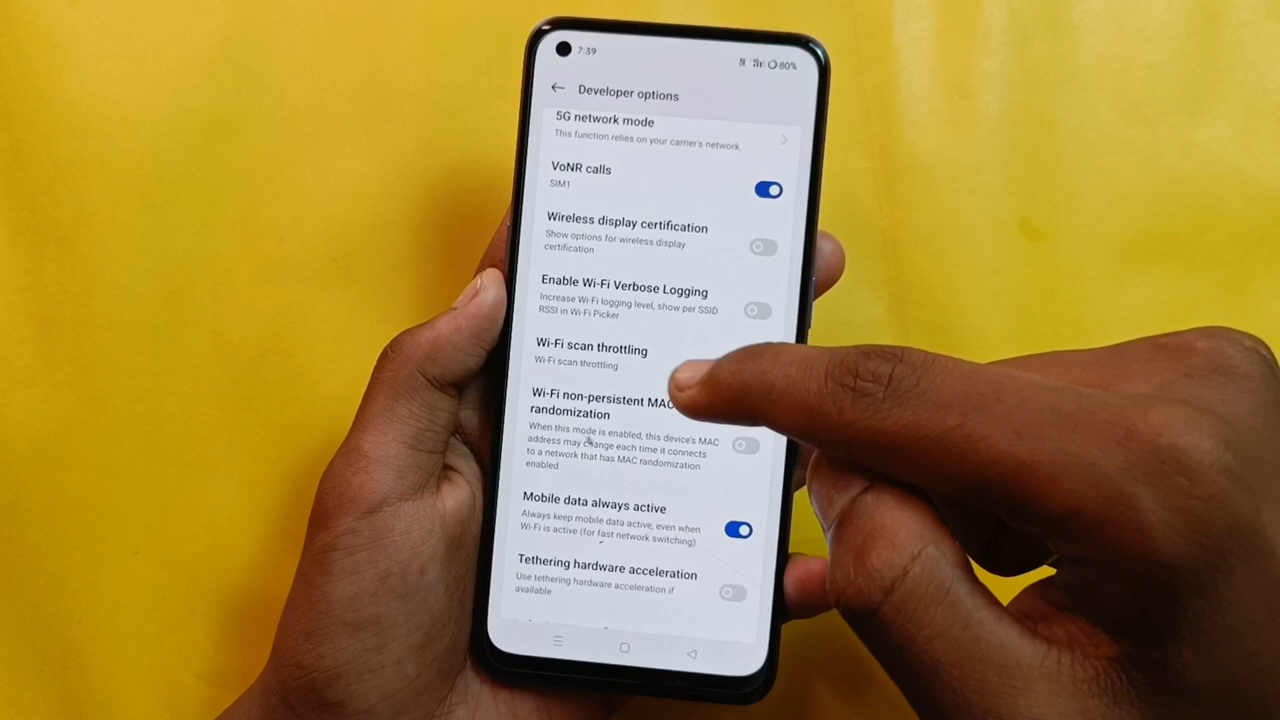 7:39
80%
Developer options
5G network mode
This function relies on your carrier's network.
VoNR calls
SIM1
Wireless display certification
Show options for wireless display
certification
Enable Wi-Fi Verbose Logging
Increase Wi-Fi logging level, show per SSID
RSSI in Wi-Fi Picker
Wi-Fi scan throttling
Wi-Fi scan throttling
Wi-Fi non-persistent MAC
randomization
When this mode is enabled, this device's MAC
address may change each time it connects
to a network that has MAC randomization
enabled.
Mobile data always active
Always keep mobile data active, even when
Wi-Fi is active (for fast network switching)
Tethering hardware acceleration
Use tethering hardware acceleration if
available